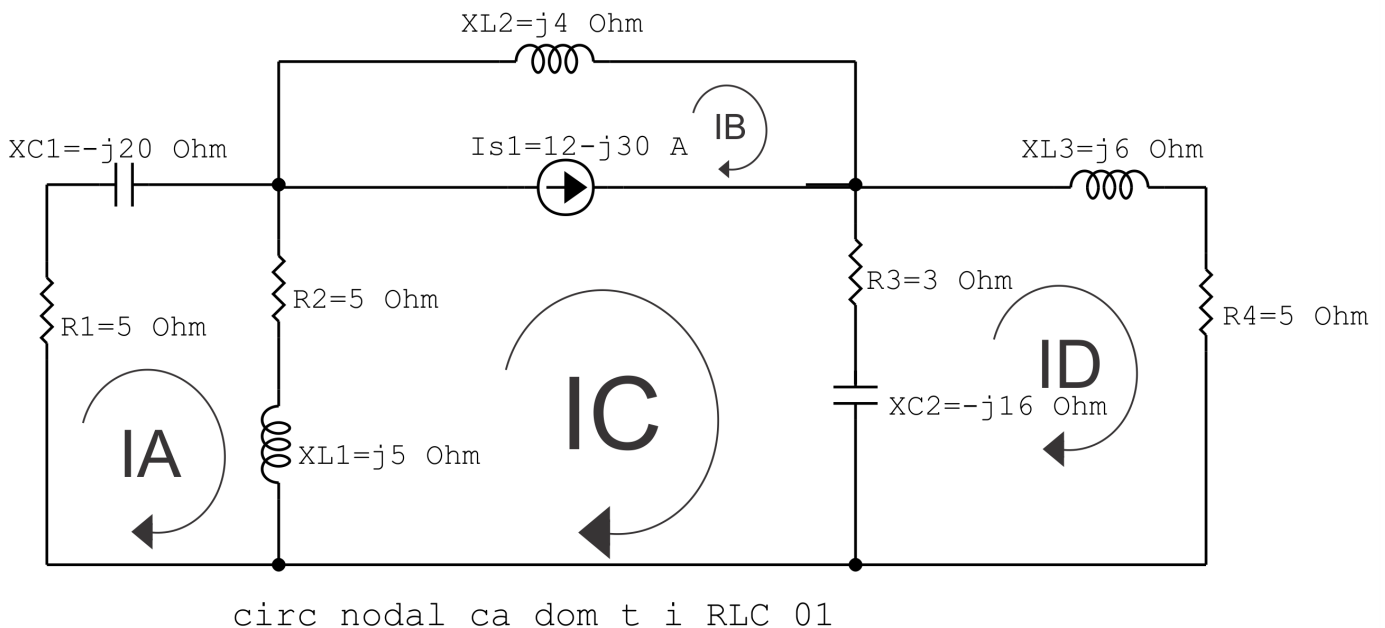 XL2=j4 Ohm
IB
XC1=-j20 Ohm
Is1=12-j30 A
XL3=j6 Ohm
R3=3 Ohm
R2=5 Ohm
R4=5 Ohm
R1=5 Ohm
ID
IC
XC2=-j16 Ohm
IA
XL1=j5 Ohm
circ nodal ca dom t i RLC 01